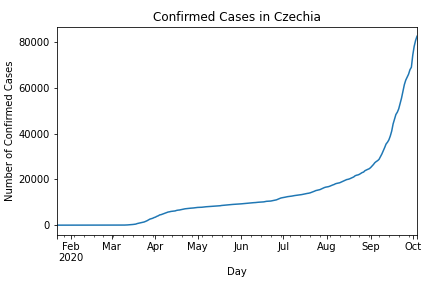 Confirmed Cases in Czechia
Number of Confirmed Cases
80000
60000
40000
20000
0
Feb Mar Apr May Jun Jul Aug Sep Oct
2020
Day